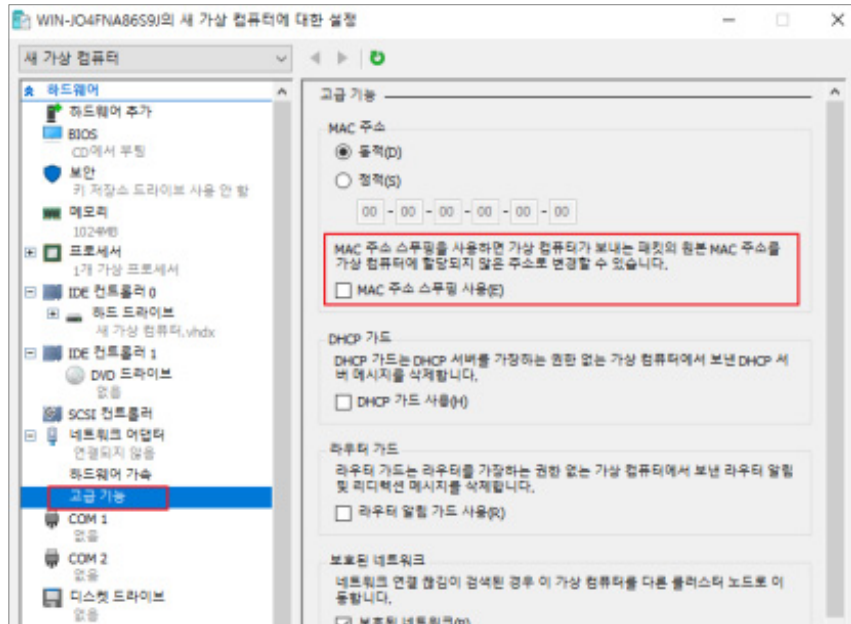 WIN-JO4FNA86S9J의 새 가상 컴퓨터에 대한 설정
새 가상 컴퓨터
하드웨어
하드웨어 추가
BIOS
CD에서 부팅
보안
키 저장소 드라이브 사용 안 함
메모리
1024MB
프로세서
1개 가상 프로세서
IDE 컨트롤러 0
하드 드라이브
새 가상 컴퓨터.vhdx
IDE 컨트롤러 1
DVD 드라이브
없음
SCSI 컨트롤러
네트워크 어댑터
연결되지 않음
하드웨어 가속
고급 기능
COM 1
없음
COM 2
없음
디스켓 드라이브
없음
고급 기능
MAC 주소
동적(D)
정적(S)
00 - 00 - 00 - 00 - 00 - 00
MAC 주소 스푸핑을 사용하면 가상 컴퓨터가 보내는 패킷의 원본 MAC 주소를
가상 컴퓨터에 할당되지 않은 주소로 변경할 수 있습니다.
MAC 주소 스푸핑 사용(E)
DHCP 가드
DHCP 가드는 DHCP 서버를 가장하는 권한 없는 가상 컴퓨터에서 보낸 DHCP 서
버 메시지를 삭제합니다.
DHCP 가드 사용(H)
라우터 가드
라우터 가드는 라우터를 가장하는 권한 없는 가상 컴퓨터에서 보낸 라우터 알림
및 리디렉션 메시지를 삭제합니다.
라우터 알림 가드 사용(R)
보호된 네트워크
네트워크 연결 끊김이 검색된 경우 이 가상 컴퓨터를 다른 클러스터 노드로 이
동합니다.
보호된 네트워크(P)